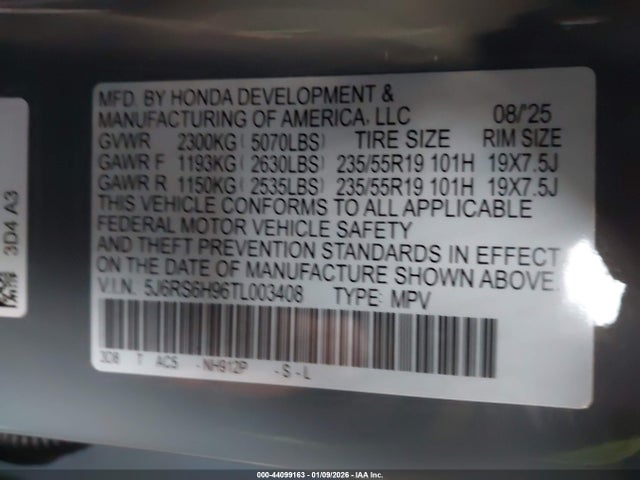 MFD. BY HONDA DEVELOPMENT &
MANUFACTURING OF AMERICA, LLC 08/'25
GVWR 2300KG( 5070LBS) TIRE SIZE RIM SIZE
GAWR F 1193KG( 2630LBS) 235/55R19 101H 19X7.5J
GAWR R 1150KG( 2535LBS) 235/55R19 101H 19X7.5J
THIS VEHICLE CONFORMS TO ALL APPLICABLE
FEDERAL MOTOR VEHICLE SAFETY
AND THEFT PREVENTION STANDARDS IN EFFECT
ON THE DATE OF MANUFACTURE SHOWN ABOVE.
V.I.N. 5J6RS6H96TL003408 TYPE: MPV
3D8 T AC5 - NH912P - S - L
3D4 A3
000-44099163 - 01/09/2026 - IAA Inc.